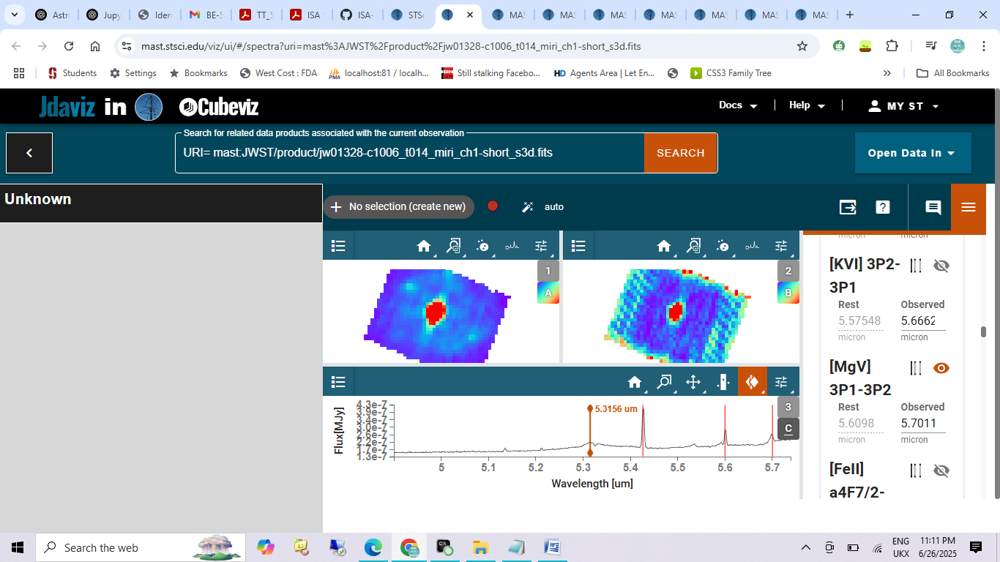 Astro
Jupy
Iden
BE-5
TT_5
ISA
ISA-
STSc
MAS
MAS
MAS
MAS
MAS
MAS
MAS
mast.stsci.edu/viz/ui/#/spectra?uri=mast%3AJWST%2Fproduct%2Fjw01328-c1006_t014_miri_ch1-short_s3d.fits
Students
Settings
Bookmarks
West Cost : FDA
PMA
localhost:81 / localh...
Still stalking Facebo...
HD
Agents Area | Let En...
CSS3 Family Tree
»
All Bookmarks
Jdaviz in
Cubeviz
Docs
Help
MY ST
Search for related data products associated with the current observation
URI= mast:JWST/product/jw01328-c1006_t014_miri_ch1-short_s3d.fits
SEARCH
Open Data In
Unknown
No selection (create new)
auto
1
A
2
B
micron
micron
[KVI] 3P2-
3P1
Rest
Observed
5.57548
5.6662
micron
micron
[MgV]
3P1-3P2
Rest
Observed
5.6098
5.7011
micron
micron
[FeII]
a4F7/2-
3
C
Flux[MJy]
4.3e-7
3.9e-7
3.4e-7
3.0e-7
2.6e-7
2.2e-7
1.7e-7
1.3e-7
5.3156 um
5
5.1
5.2
5.3
5.4
5.5
5.6
5.7
Wavelength [um]
Search the web
ENG
UKX
11:11 PM
6/26/2025